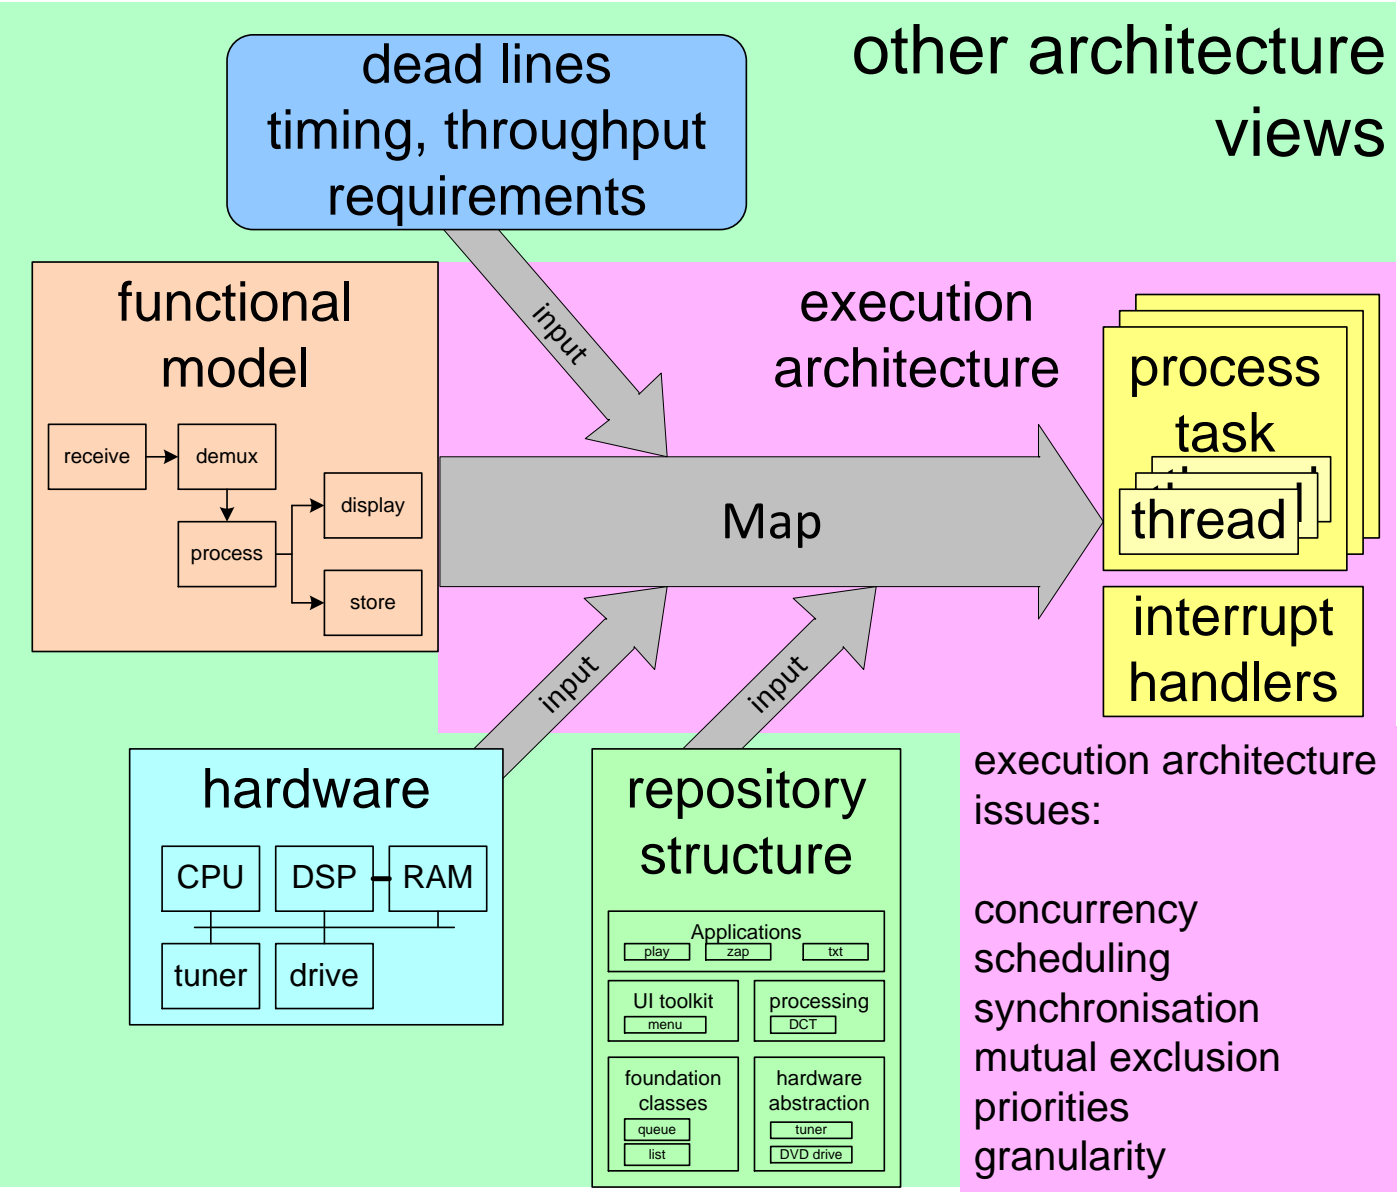 other architecture
views
dead lines
timing, throughput
requirements
input
functional
model
receive
demux
process
display
store
execution
architecture
Map
process
task
thread
interrupt
handlers
input
input
hardware
CPU
DSP
RAM
tuner
drive
repository
structure
Applications
play
zap
txt
UI toolkit
menu
processing
DCT
foundation
classes
queue
list
hardware
abstraction
tuner
DVD drive
execution architecture
issues:
concurrency
scheduling
synchronisation
mutual exclusion
priorities
granularity